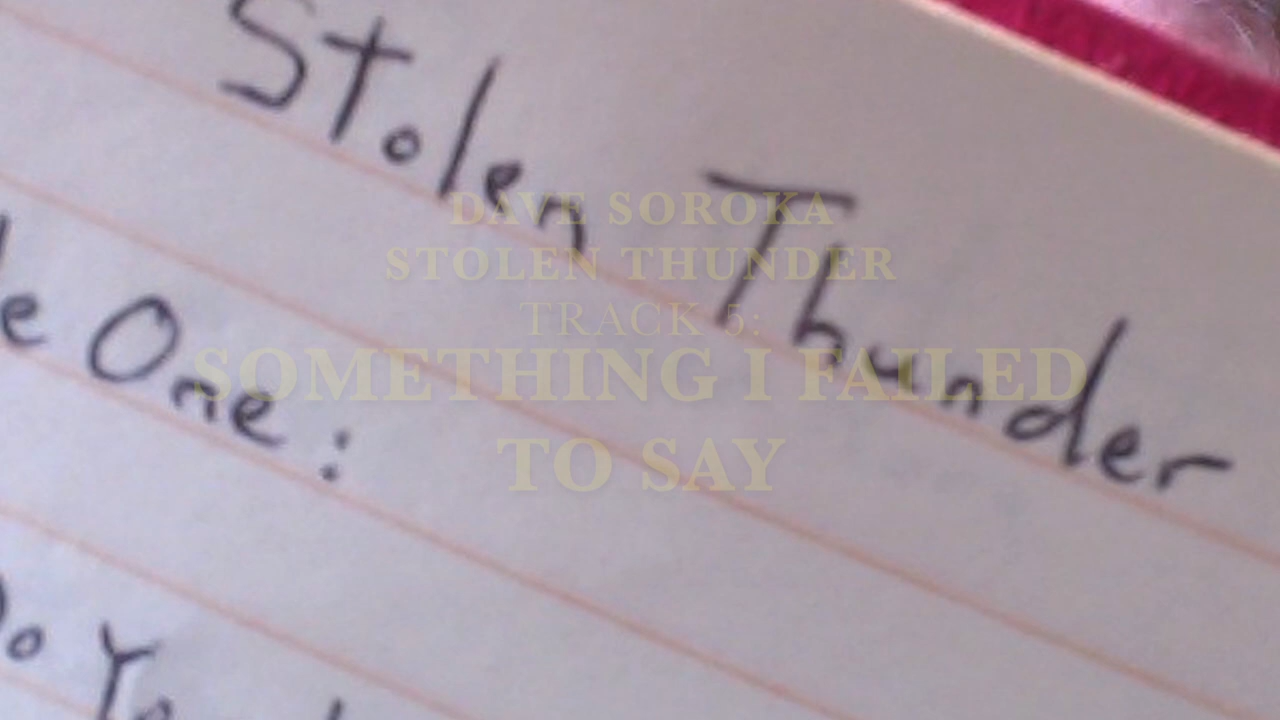 Stolen Thunder
DAVE SOROKA
STOLEN THUNDER
TRACK 5:
SOMETHING I FAILED
TO SAY
One: